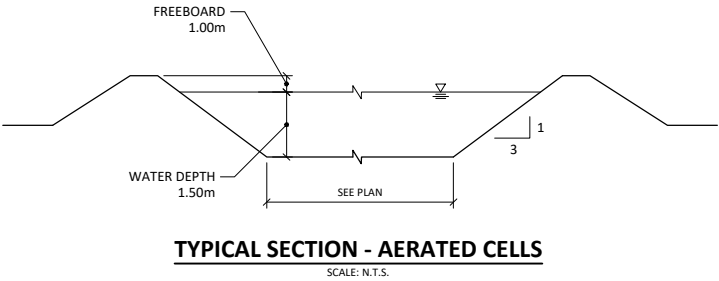 FREEBOARD
1.00m
1
3
WATER DEPTH
1.50m
SEE PLAN
TYPICAL SECTION - AERATED CELLS
SCALE: N.T.S.